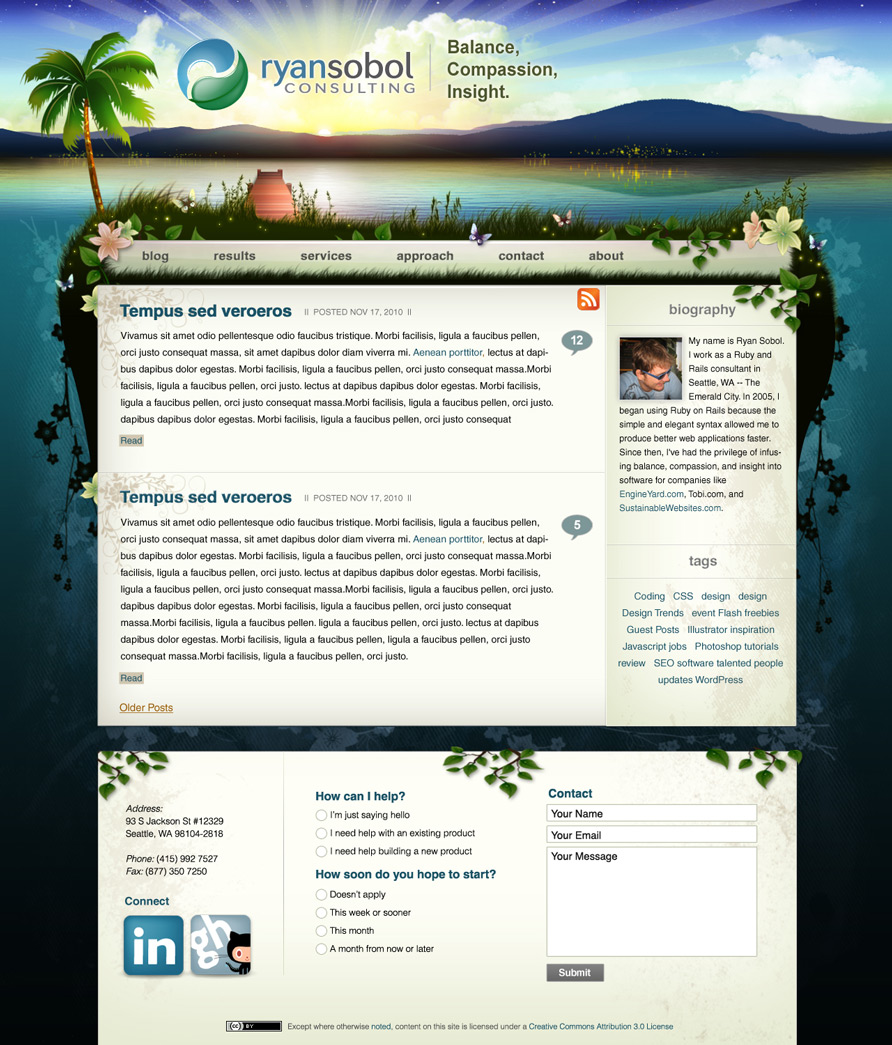 ryansobol
CONSULTING
Balance,
Compassion,
Insight.
blog results services approach contact about
Tempus sed veroeros II POSTED NOV 17, 2010 II
Vivamus sit amet odio pellentesque odio faucibus tristique. Morbi facilisis, ligula a faucibus pellen,
orci justo consequat massa, sit amet dapibus dolor diam viverra mi. Aenean porttitor, lectus at dapi-
bus dapibus dolor egestas. Morbi facilisis, ligula a faucibus pellen, orci justo consequat massa.Morbi
facilisis, ligula a faucibus pellen, orci justo. lectus at dapibus dapibus dolor egestas. Morbi facilisis,
ligula a faucibus pellen, orci justo consequat massa.Morbi facilisis, ligula a faucibus pellen, orci justo.
dapibus dapibus dolor egestas. Morbi facilisis, ligula a faucibus pellen, orci justo consequat
12
Read
Tempus sed veroeros II POSTED NOV 17, 2010 II
Vivamus sit amet odio pellentesque odio faucibus tristique. Morbi facilisis, ligula a faucibus pellen,
orci justo consequat massa, sit amet dapibus dolor diam viverra mi. Aenean porttitor, lectus at dapi-
bus dapibus dolor egestas. Morbi facilisis, ligula a faucibus pellen, orci justo consequat massa.Morbi
facilisis, ligula a faucibus pellen, orci justo. lectus at dapibus dapibus dolor egestas. Morbi facilisis,
ligula a faucibus pellen, orci justo consequat massa.Morbi facilisis, ligula a faucibus pellen, orci justo.
dapibus dapibus dolor egestas. Morbi facilisis, ligula a faucibus pellen, orci justo consequat
massa.Morbi facilisis, ligula a faucibus pellen. ligula a faucibus pellen, orci justo. lectus at dapibus
dapibus dolor egestas. Morbi facilisis, ligula a faucibus pellen, orci justo
consequat massa.Morbi facilisis, ligula a faucibus pellen, orci justo.
5
Read
Older Posts
biography
My name is Ryan Sobol.
I work as a Ruby and
Rails consultant in
Seattle, WA -- The
Emerald City. In 2005, I
began using Ruby on Rails because the
simple and elegant syntax allowed me to
produce better web applications faster.
Since then, I've had the privilege of infus-
ing balance, compassion, and insight into
software for companies like
EngineYard.com, Tobi.com, and
SustainableWebsites.com.
tags
Coding CSS design design
Design Trends event Flash freebies
Guest Posts Illustrator inspiration
Javascript jobs Photoshop tutorials
review SEO software talented people
updates WordPress
Address:
93 S Jackson St #12329
Seattle, WA 98104-2818
Phone: (415) 992 7527
Fax: (877) 350 7250
Connect
in
gh
How can I help?
I'm just saying hello
I need help with an existing product
I need help building a new product
How soon do you hope to start?
Doesn't apply
This week or sooner
This month
A month from now or later
Contact
Your Name
Your Email
Your Message
Submit
cc BY Except where otherwise noted, content on this site is licensed under a Creative Commons Attribution 3.0 License